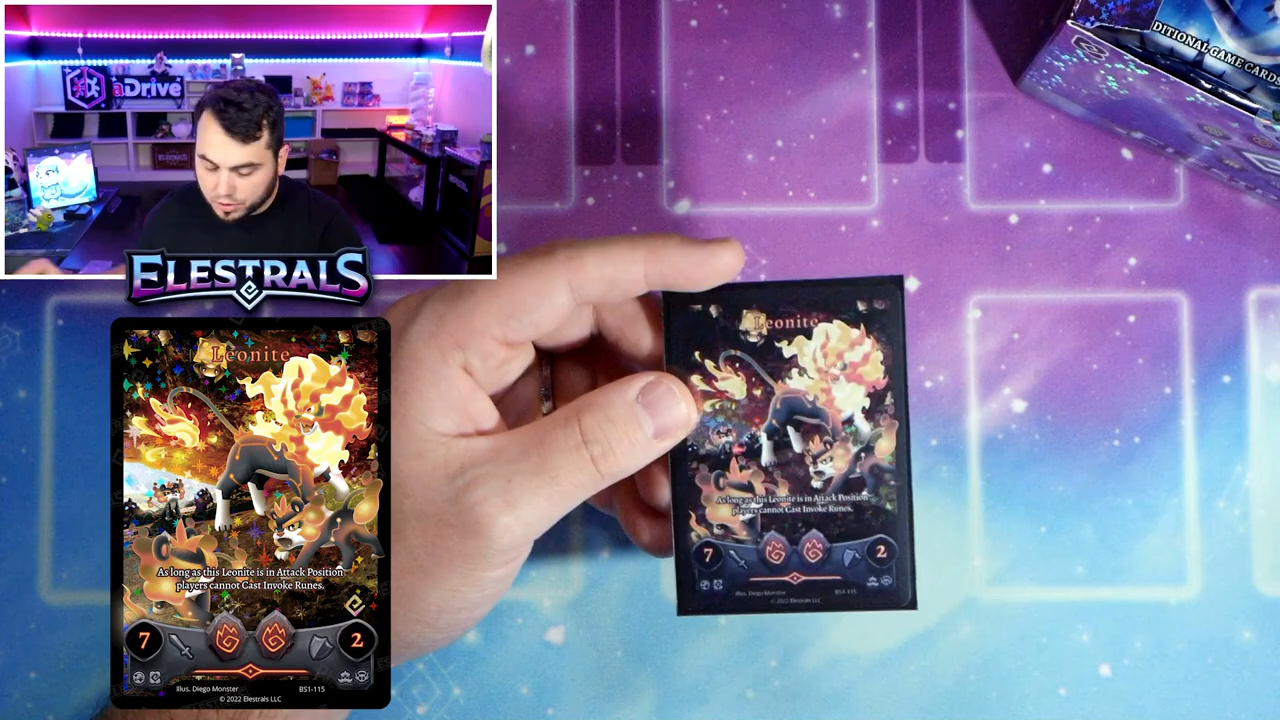 aDrive
ELESTRALS
ELESTRALS
Leonite
As long as this Leonite is in Attack Position
players cannot Cast Invoke Runes.
7
2
Illus. Diego Monster
BS1-115
© 2022 Elestrals LLC
Leonite
As long as this Leonite is in Attack Position
players cannot Cast Invoke Runes.
7
2
Illus. Diego Monster
BS1-115
© 2022 Elestrals LLC
DITIONAL GAME CARDS